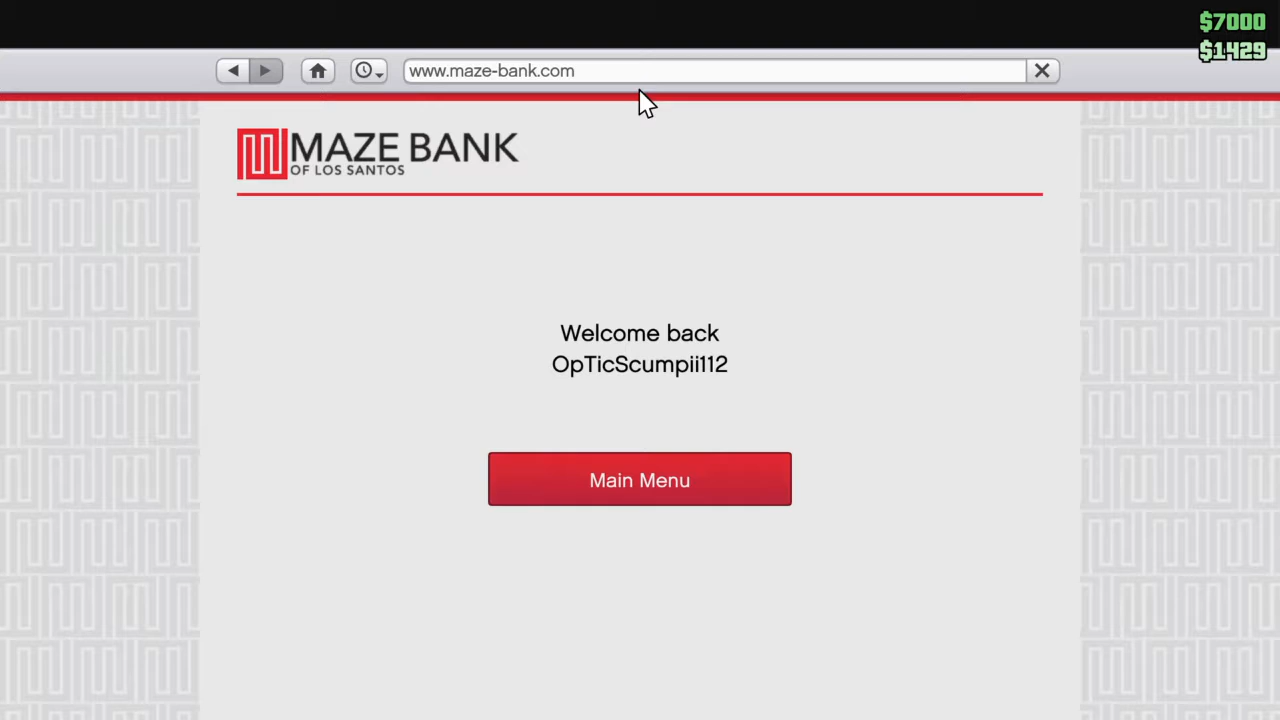 $7000
$1429
www.maze-bank.com
MAZE BANK
OF LOS SANTOS
Welcome back
OpTicScumpii112
Main Menu